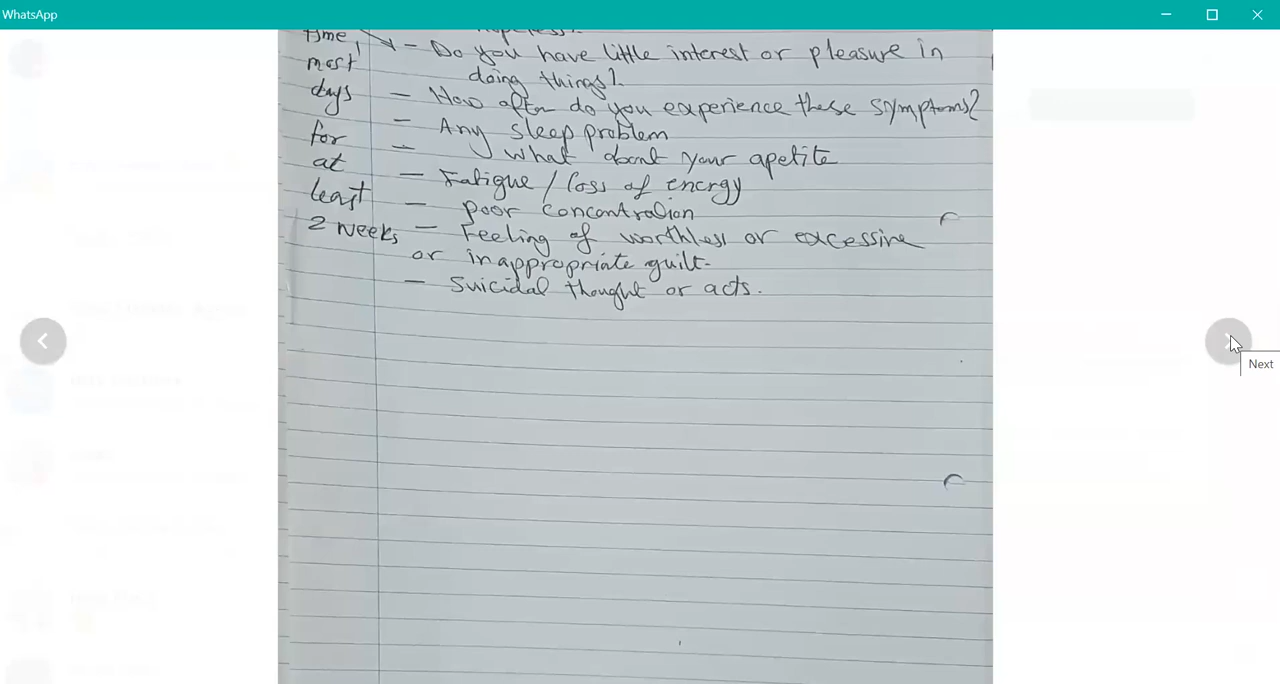 WhatsApp
hopeless?
time,
- Do you have little interest or pleasure in
most
doing things?
days
- How often do you experience these symptoms?
- Any sleep problem
for
- What about your apetite
at
- Fatigue / Loss of energy
least
- poor concentration
2 weeks
- Feeling of worthless or excessive
or inappropriate guilt.
- Suicidal thought or acts.
Next